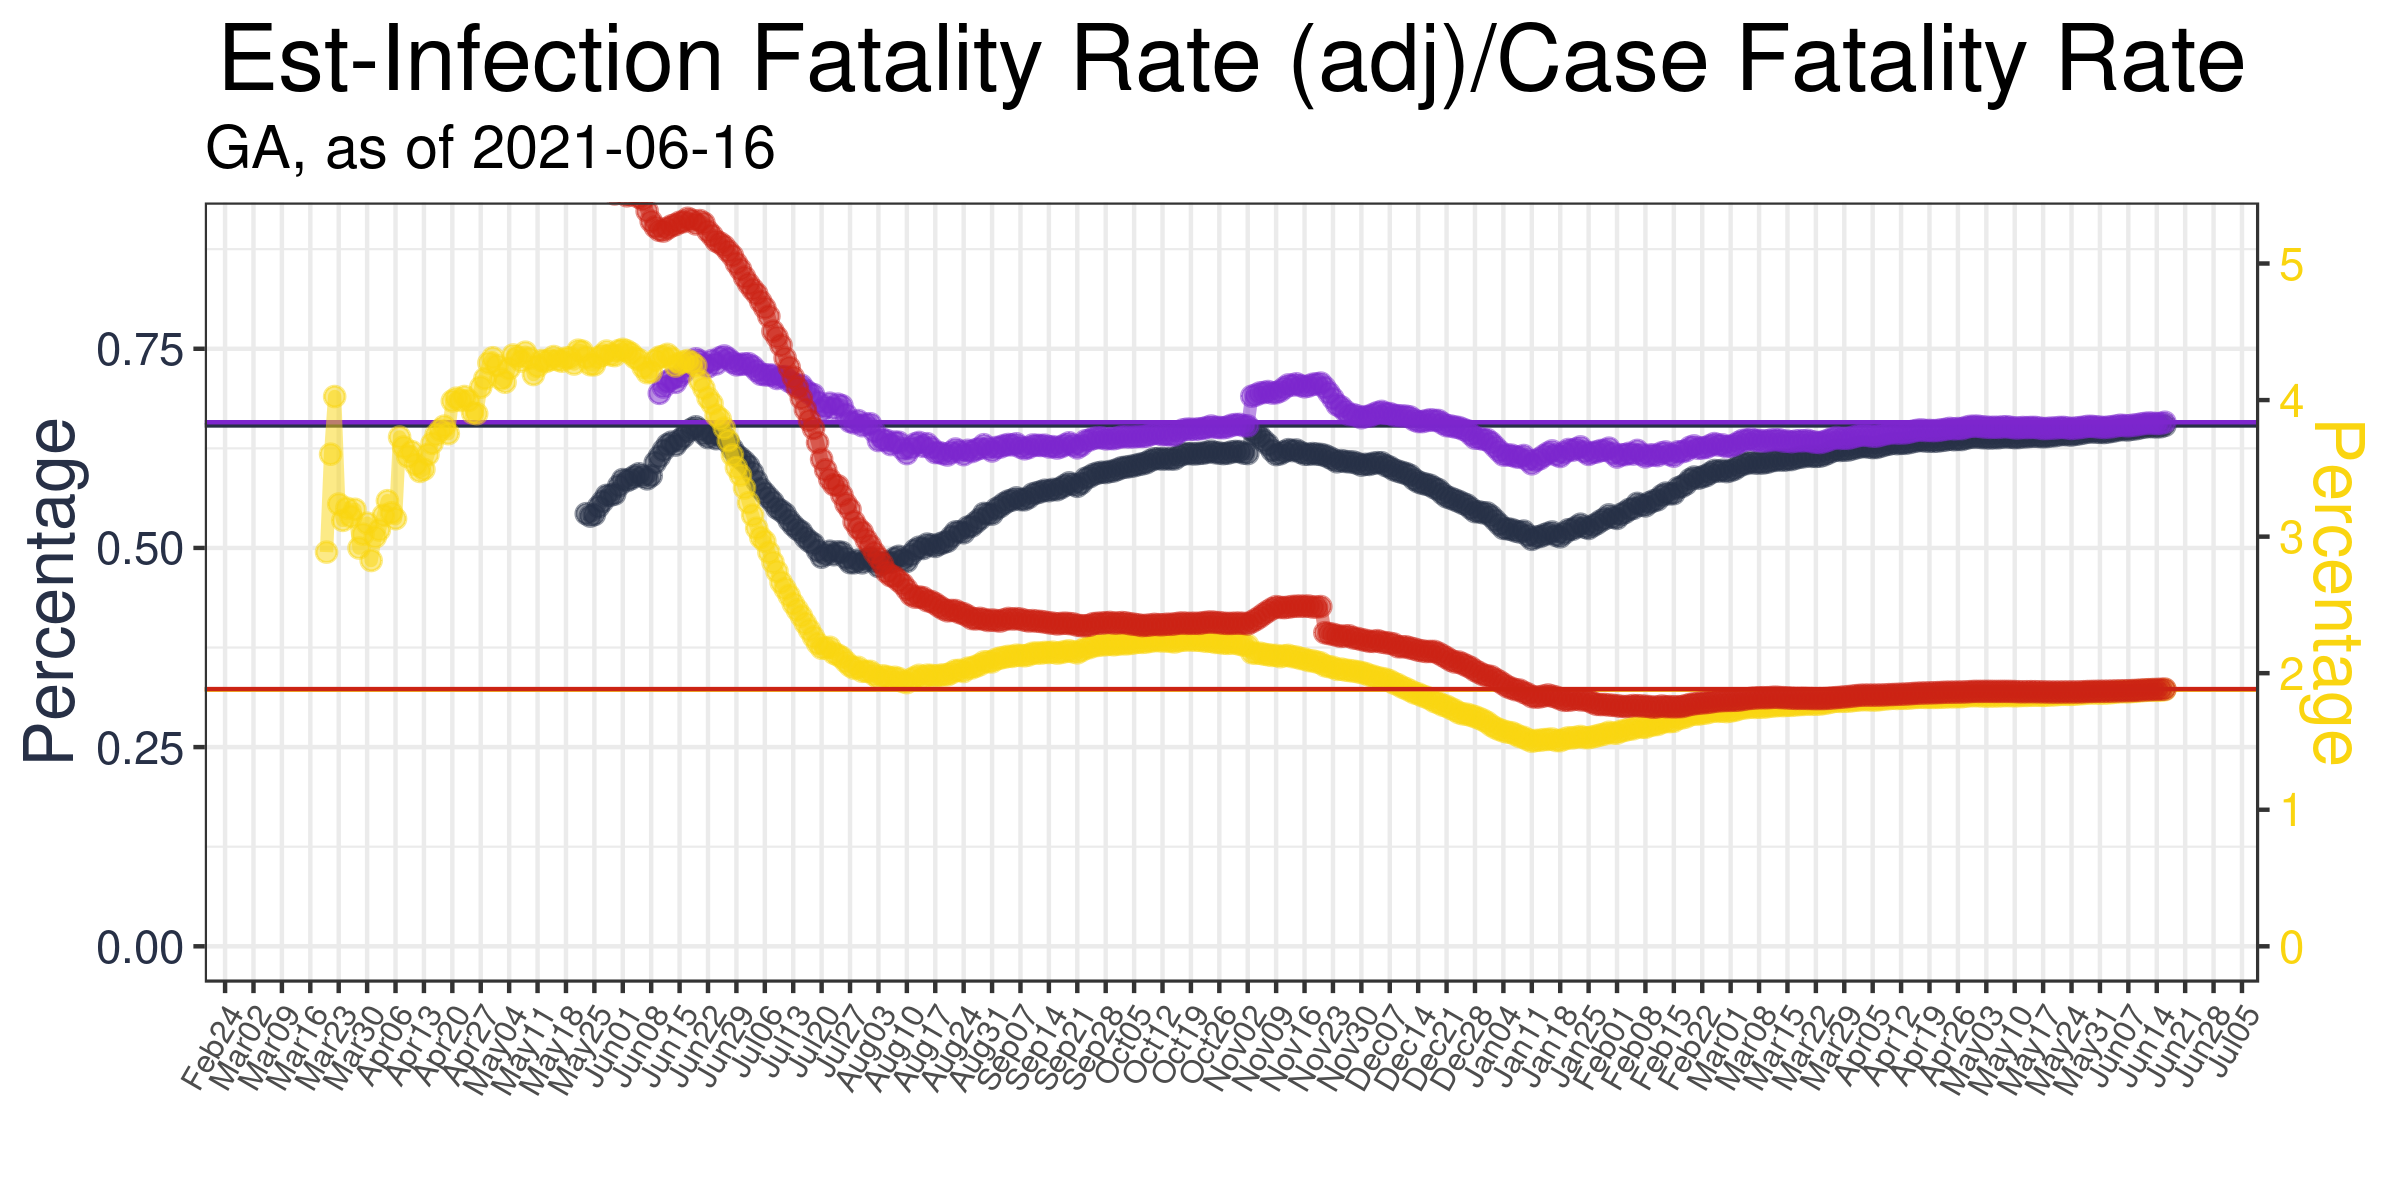 Est-Infection Fatality Rate (adj)/Case Fatality Rate
GA, as of 2021-06-16
Percentage
0.75
0.50
0.25
0.00
5
4
3
2
1
0
Percentage
Feb24
Mar02
Mar09
Mar16
Mar23
Mar30
Apr06
Apr13
Apr20
Apr27
May04
May11
May18
May25
Jun01
Jun08
Jun15
Jun22
Jun29
Jul06
Jul13
Jul20
Jul27
Aug03
Aug10
Aug17
Aug24
Aug31
Sep07
Sep14
Sep21
Sep28
Oct05
Oct12
Oct19
Oct26
Nov02
Nov09
Nov16
Nov23
Nov30
Dec07
Dec14
Dec21
Dec28
Jan04
Jan11
Jan18
Jan25
Feb01
Feb08
Feb15
Feb22
Mar01
Mar08
Mar15
Mar22
Mar29
Apr05
Apr12
Apr19
Apr26
May03
May10
May17
May24
May31
Jun07
Jun14
Jun21
Jun28
Jul05